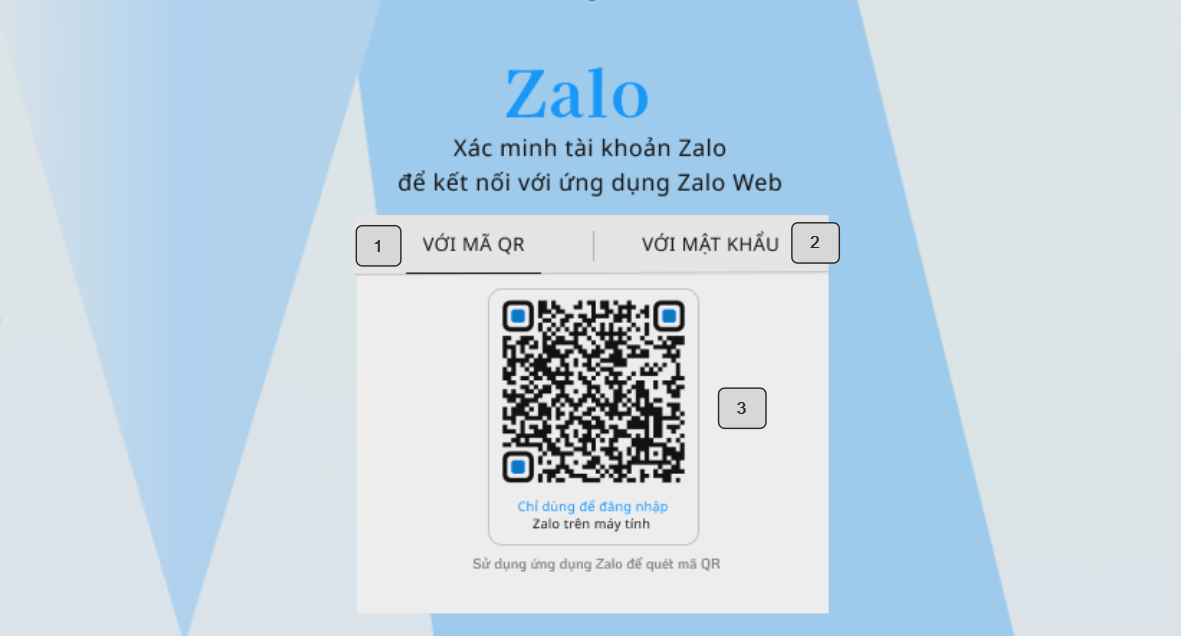 Zalo
Xác minh tài khoản Zalo
để kết nối với ứng dụng Zalo Web
1 VỚI MÃ QR VỚI MẬT KHẨU 2
3
Chỉ dùng để đăng nhập
Zalo trên máy tính
Sử dụng ứng dụng Zalo để quét mã QR